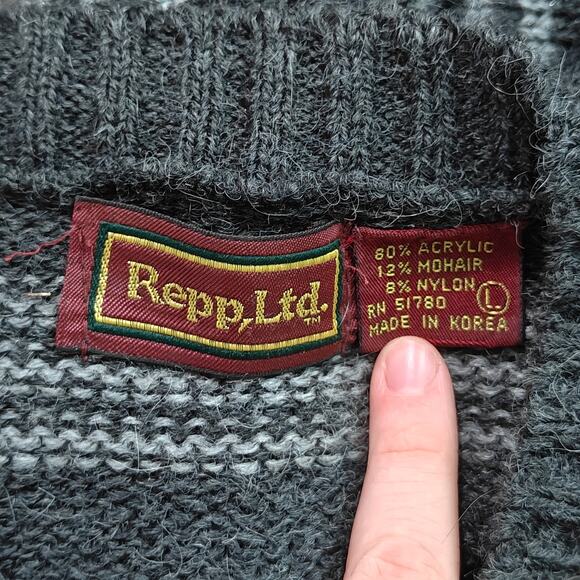 Repp, Ltd.™
80% ACRYLIC
12% MOHAIR
8% NYLON
RN 51780 L
MADE IN KOREA